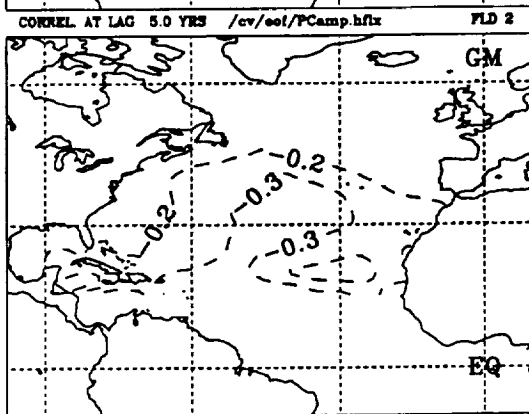 CORREL. AT LAG 5.0 YRS /cv/eof/PCamp.hflx FLD 2
GM
-0.2
-0.3
-0.2
-0.3
EQ